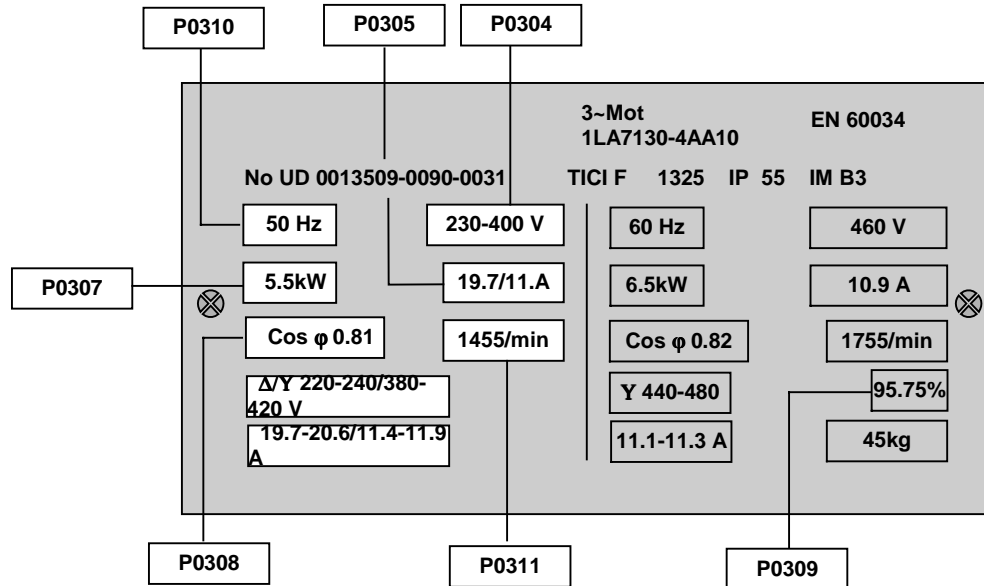 P0310 P0305 P0304
3~Mot EN 60034
1LA7130-4AA10
No UD 0013509-0090-0031 TICI F 1325 IP 55 IM B3
50 Hz 230-400 V 60 Hz 460 V
P0307 5.5kW 19.7/11.A 6.5kW 10.9 A
Cos φ 0.81 1455/min Cos φ 0.82 1755/min
Δ/Y 220-240/380-
420 V
Y 440-480 95.75%
19.7-20.6/11.4-11.9
A
11.1-11.3 A 45kg
P0308 P0311 P0309